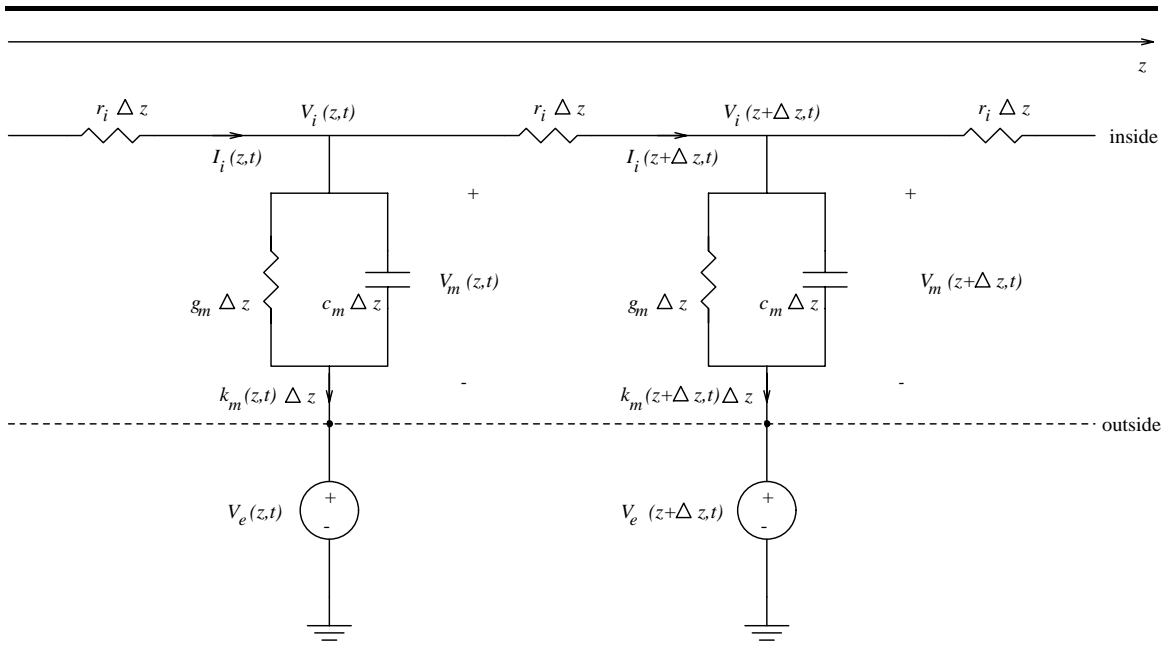 z
r_i Δ z V_i (z,t) r_i Δ z V_i (z+Δ z,t) r_i Δ z
inside
I_i (z,t) I_i (z+Δ z,t)
+ +
V_m (z,t) V_m (z+Δ z,t)
g_m Δ z c_m Δ z g_m Δ z c_m Δ z
- -
k_m (z,t) Δ z k_m (z+Δ z,t) Δ z
outside
+ +
V_e (z,t) V_e (z+Δ z,t)
- -